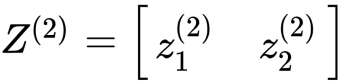 Z^{(2)} = [ z_1^{(2)} z_2^{(2)} ]